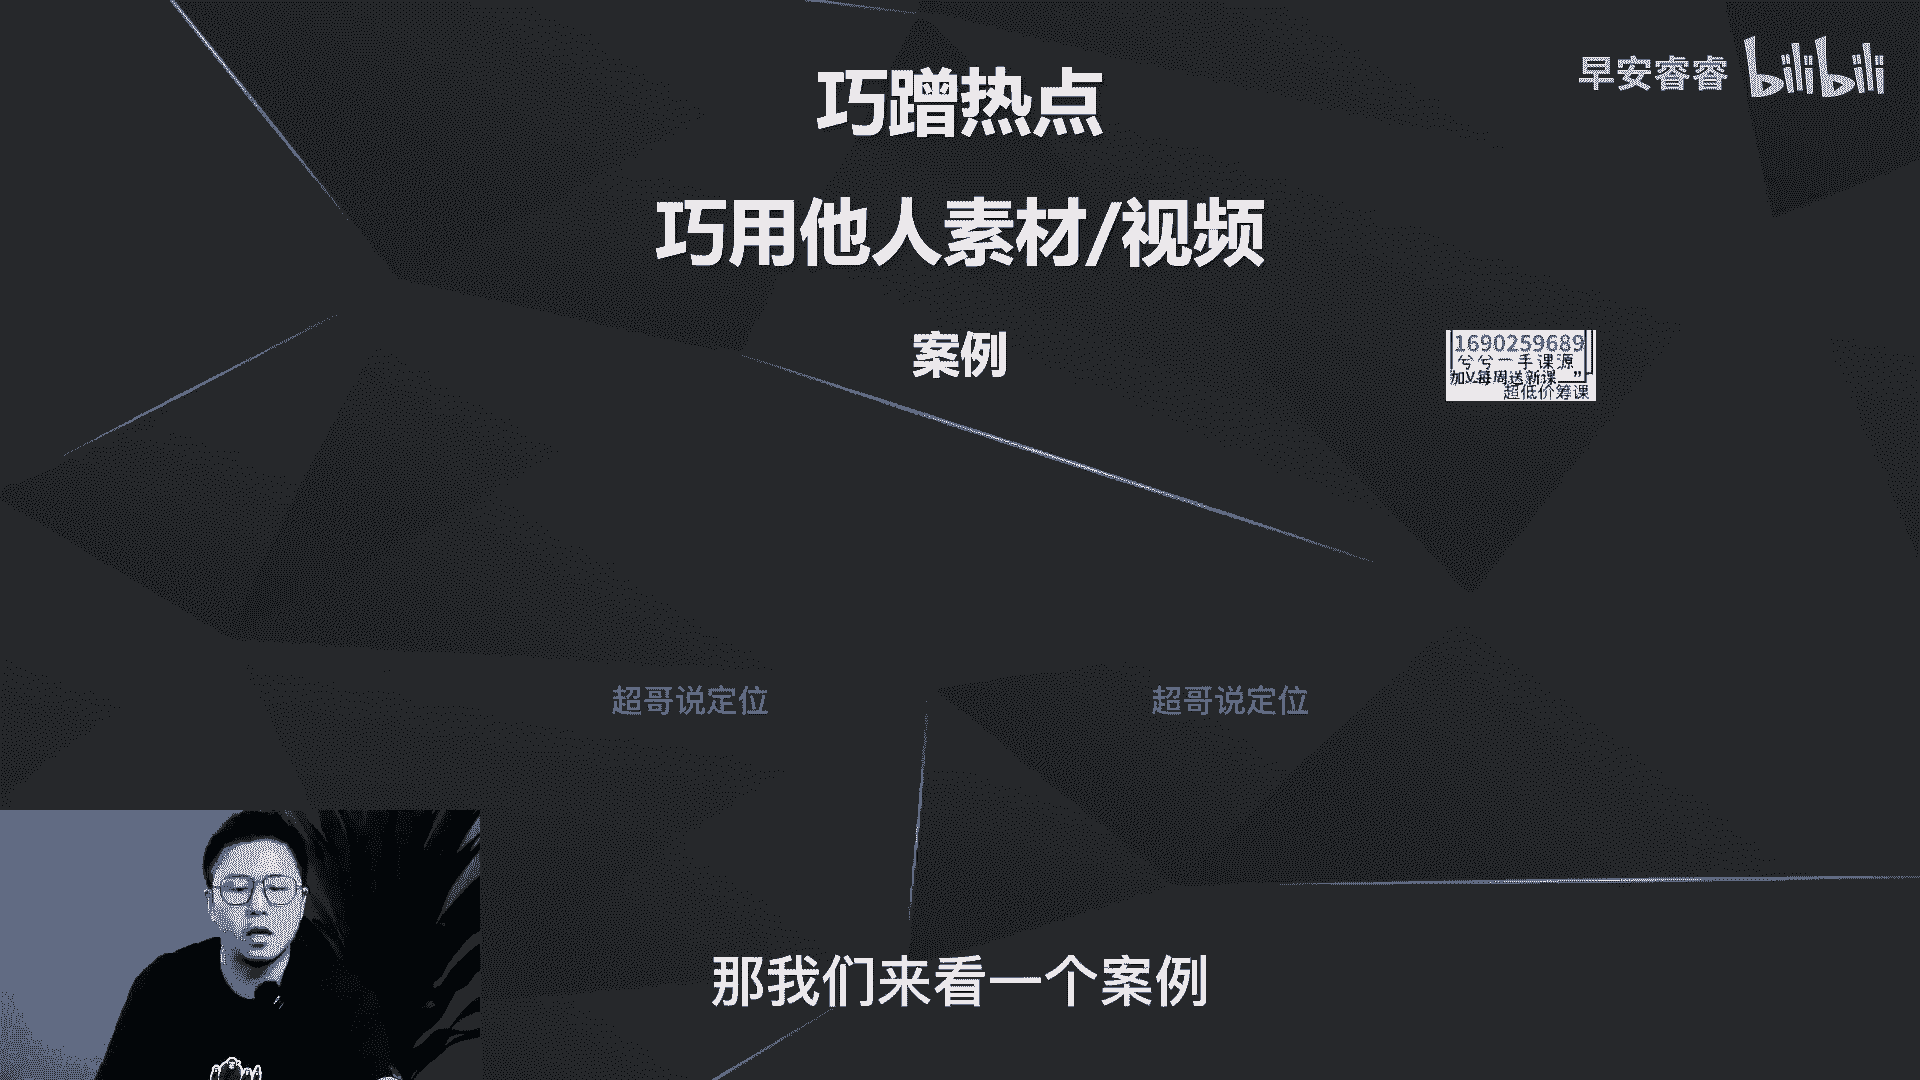 巧蹭热点
早安睿睿 bilibili
巧用他人素材/视频
案例
1690259689
兮兮一手课源
加V每周送新课
超低价筹课
超哥说定位 超哥说定位
那我们来看一个案例